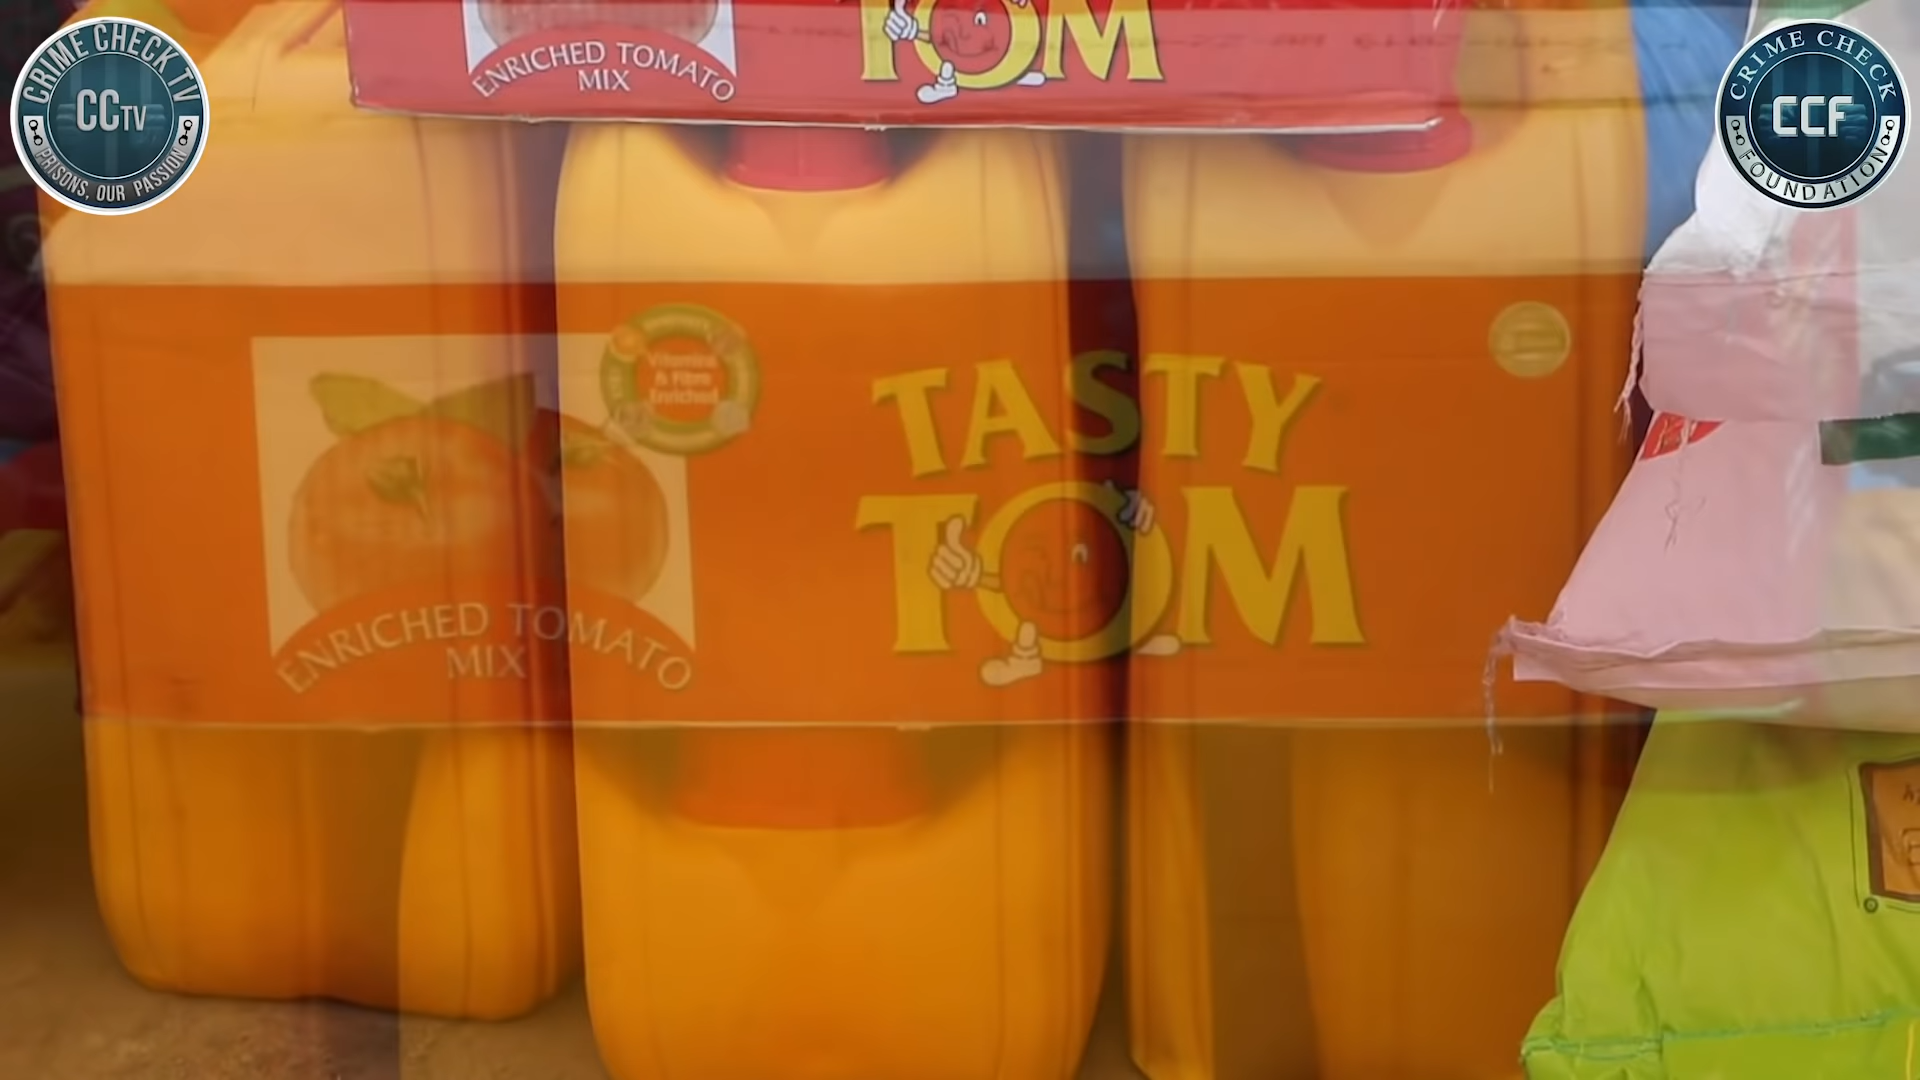 CRIME CHECK TV
CCTV
PRISONS, OUR PASSION
ENRICHED TOMATO
MIX
TOM
CRIME CHECK
CCF
FOUNDATION
Vitamins
& Fibre
Enriched
TASTY
TOM
ENRICHED TOMATO
MIX